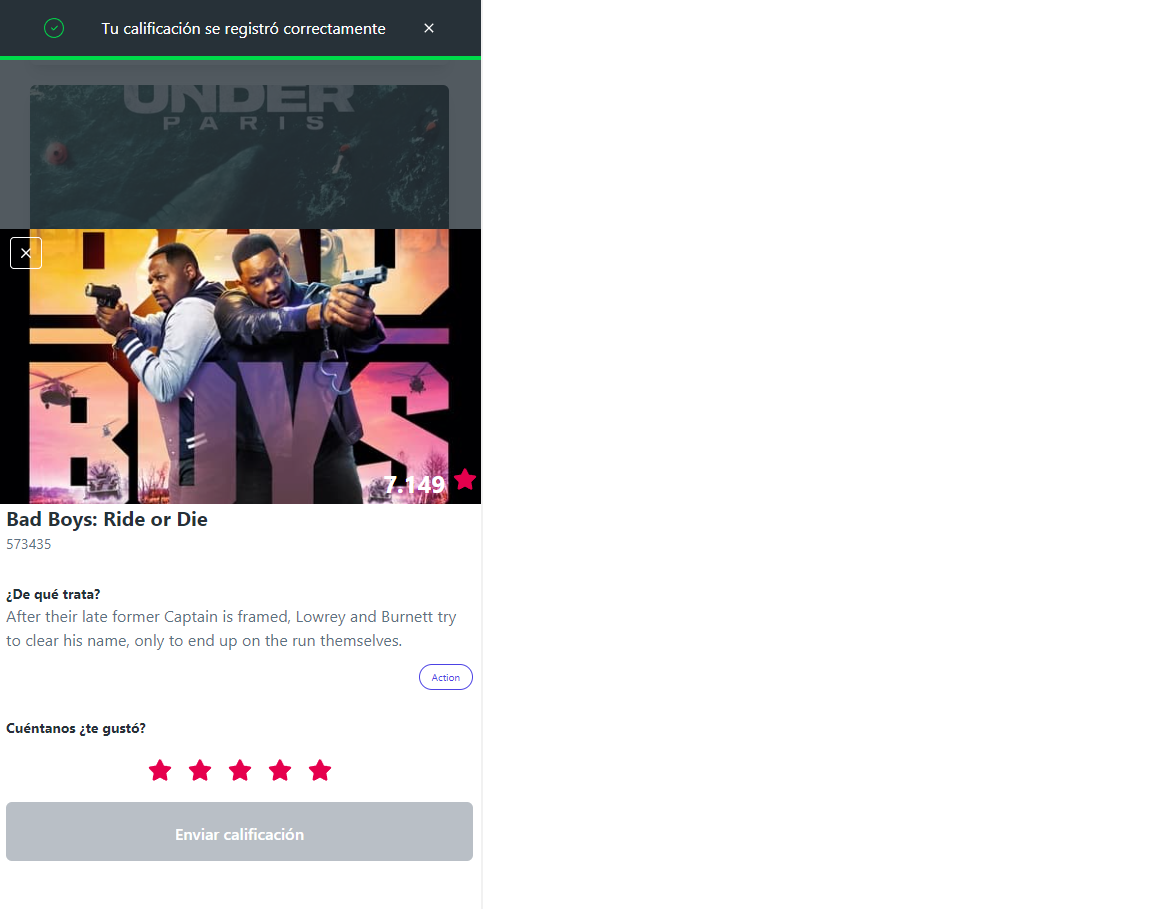 Tu calificación se registró correctamente
UNDER
PARIS
BAD
BOYS
7.149
Bad Boys: Ride or Die
573435
¿De qué trata?
After their late former Captain is framed, Lowrey and Burnett try
to clear his name, only to end up on the run themselves.
Action
Cuéntanos ¿te gustó?
Enviar calificación